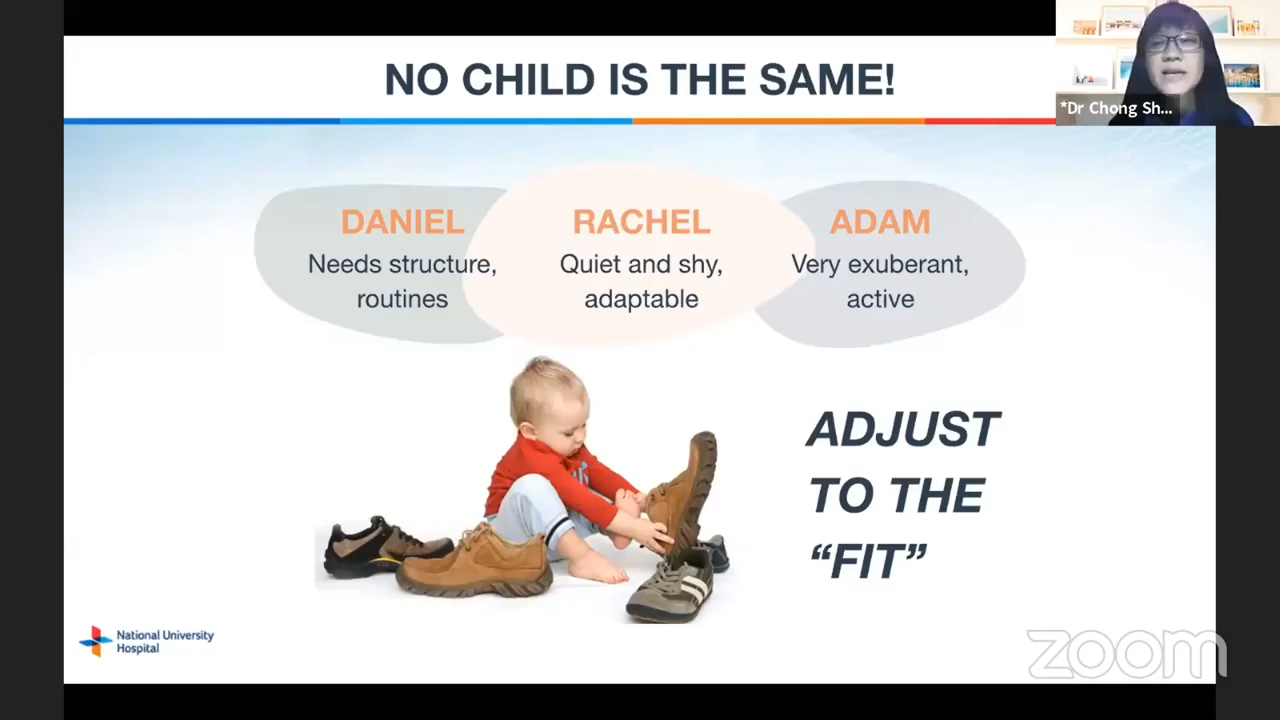 NO CHILD IS THE SAME!
*Dr Chong Sh...
DANIEL
Needs structure,
routines
RACHEL
Quiet and shy,
adaptable
ADAM
Very exuberant,
active
ADJUST
TO THE
“FIT”
National University
Hospital
zoom